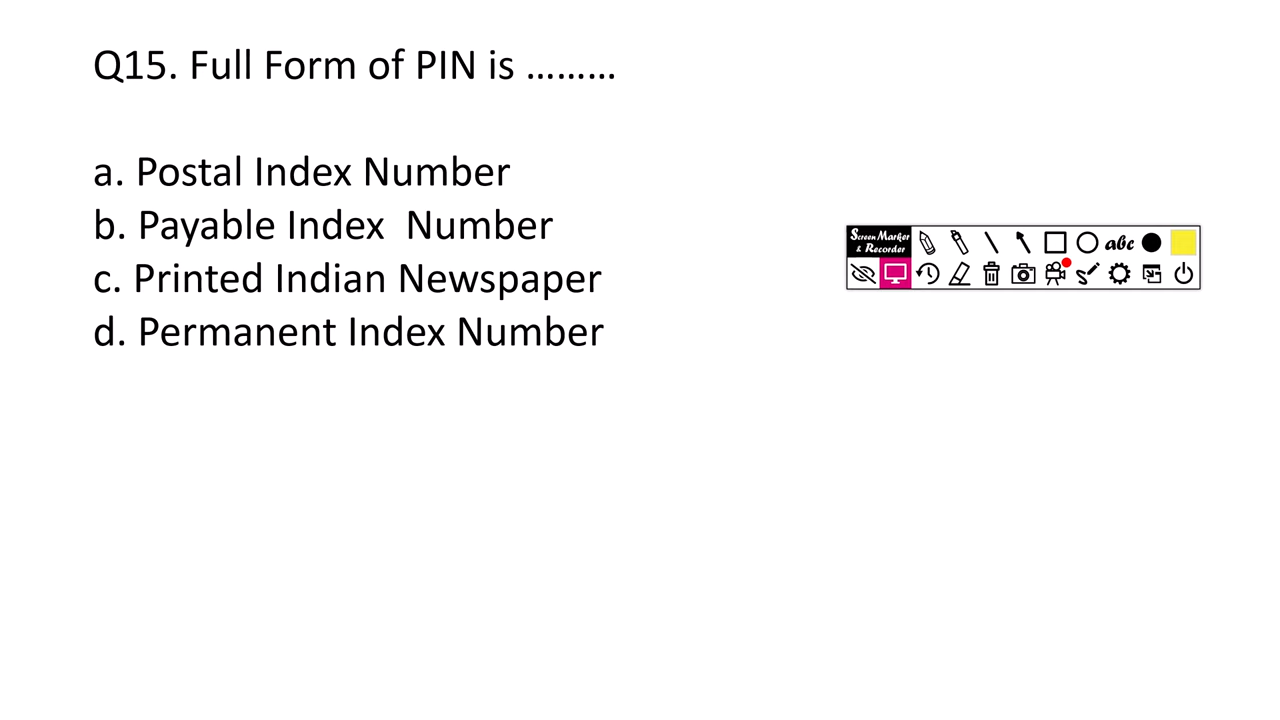 Q15. Full Form of PIN is ………
a. Postal Index Number
b. Payable Index  Number
c. Printed Indian Newspaper
d. Permanent Index Number
Screen Marker
& Recorder
abc